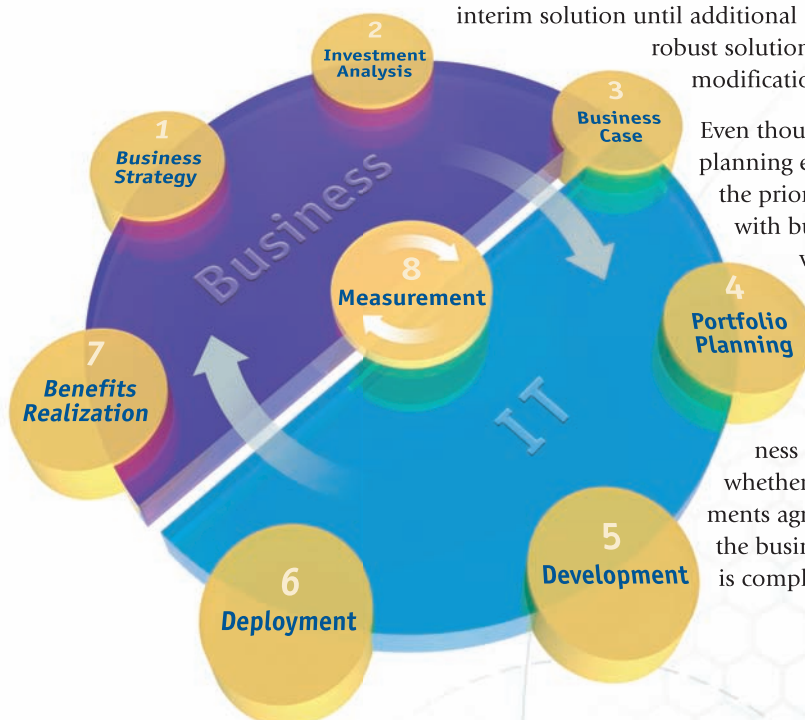 interim solution until additional
robust solution
modificatio
Even thou
planning e
the prior
with bu
ness
whether
ments agr
the busin
is compl
1
Business
Strategy
2
Investment
Analysis
3
Business
Case
4
Portfolio
Planning
5
Development
6
Deployment
7
Benefits
Realization
8
Measurement
Business
IT